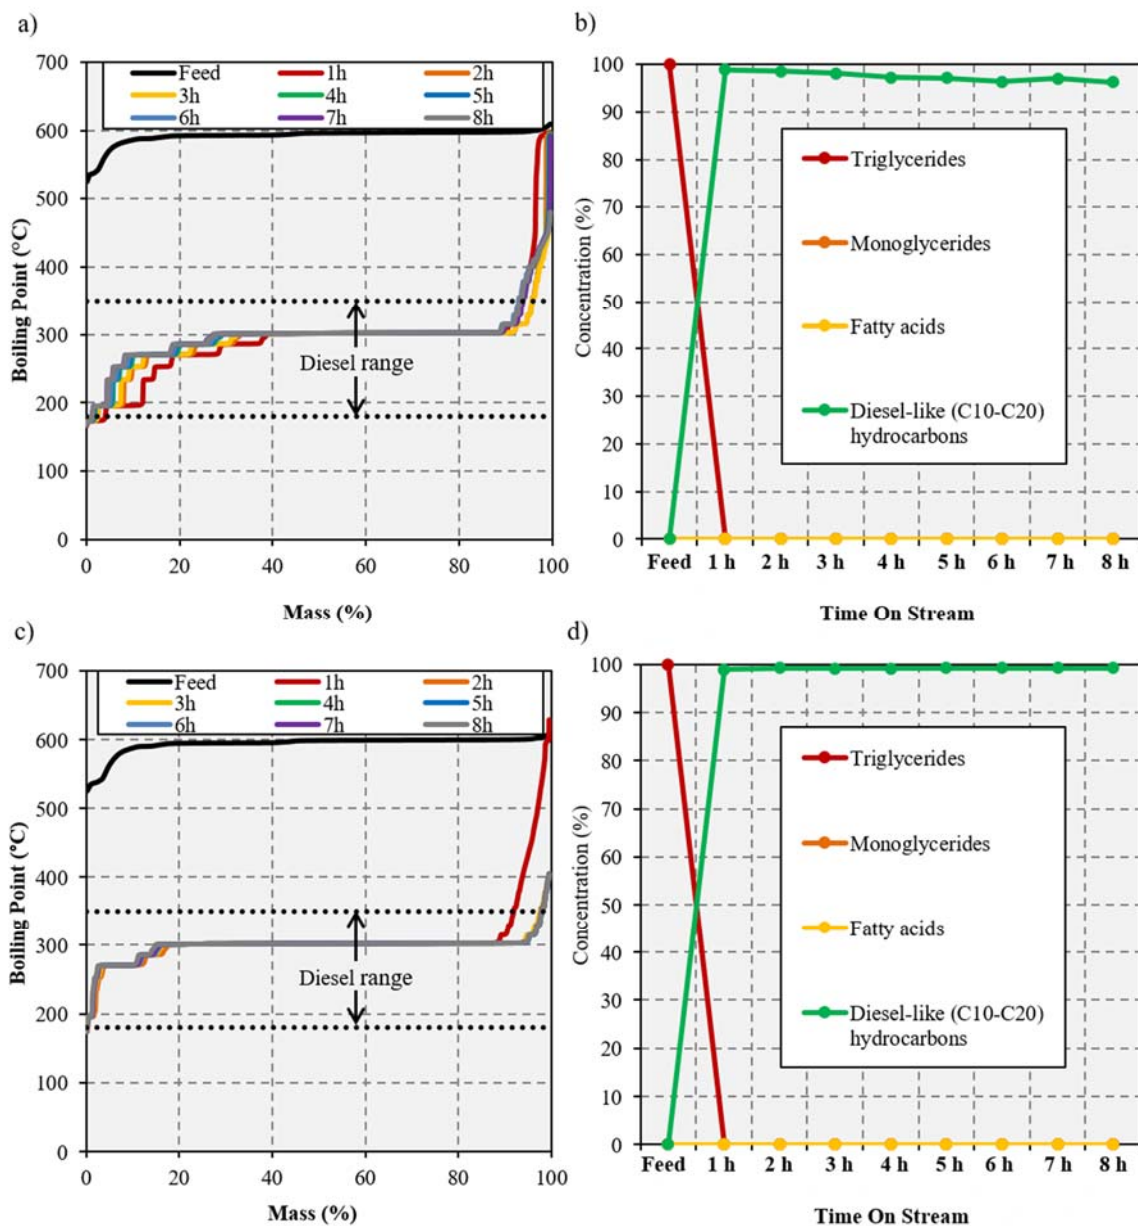 a)
700
600
500
400
300
200
100
0
Boiling Point (°C)
Feed 1h 2h
3h 4h 5h
6h 7h 8h
Diesel range
0 20 40 60 80 100
Mass (%)
b)
100
90
80
70
60
50
40
30
20
10
0
Concentration (%)
Triglycerides
Monoglycerides
Fatty acids
Diesel-like (C10-C20)
hydrocarbons
Feed 1 h 2 h 3 h 4 h 5 h 6 h 7 h 8 h
Time On Stream
c)
700
600
500
400
300
200
100
0
Boiling Point (°C)
Feed 1h 2h
3h 4h 5h
6h 7h 8h
Diesel range
0 20 40 60 80 100
Mass (%)
d)
100
90
80
70
60
50
40
30
20
10
0
Concentration (%)
Triglycerides
Monoglycerides
Fatty acids
Diesel-like (C10-C20)
hydrocarbons
Feed 1 h 2 h 3 h 4 h 5 h 6 h 7 h 8 h
Time On Stream